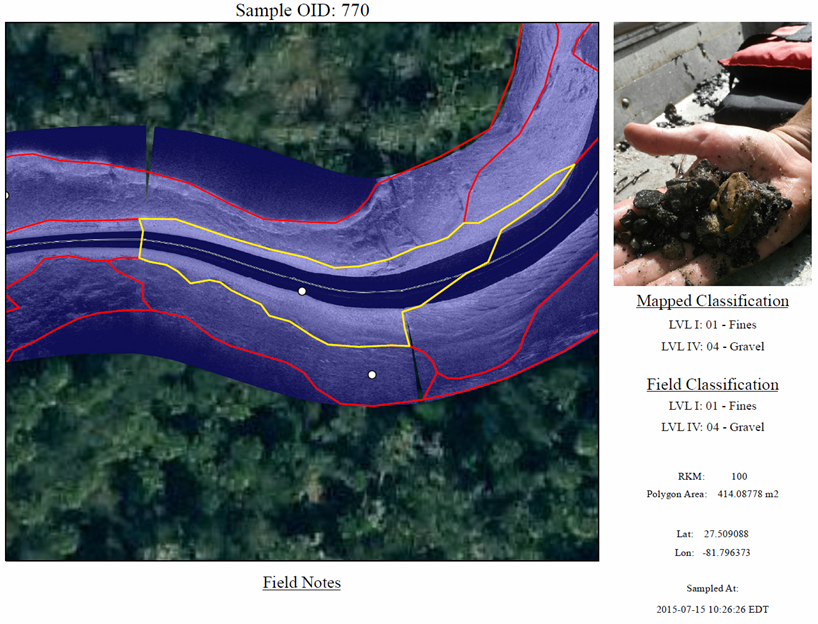 Sample OID: 770
Mapped Classification
LVL I: 01 - Fines
LVL IV: 04 - Gravel
Field Classification
LVL I: 01 - Fines
LVL IV: 04 - Gravel
RKM: 100
Polygon Area: 414.08778 m2
Lat: 27.509088
Lon: -81.796373
Sampled At:
2015-07-15 10:26:26 EDT
Field Notes